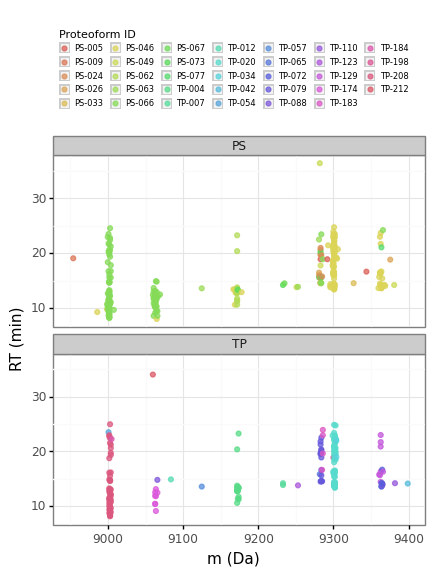 Proteoform ID
PS-005 PS-046 PS-067 TP-012 TP-057 TP-110 TP-184
PS-009 PS-049 PS-073 TP-020 TP-065 TP-123 TP-198
PS-024 PS-062 PS-077 TP-034 TP-072 TP-129 TP-208
PS-026 PS-063 TP-004 TP-042 TP-079 TP-174 TP-212
PS-033 PS-066 TP-007 TP-054 TP-088 TP-183
PS
30
20
10
RT (min)
TP
30
20
10
9000 9100 9200 9300 9400
m (Da)